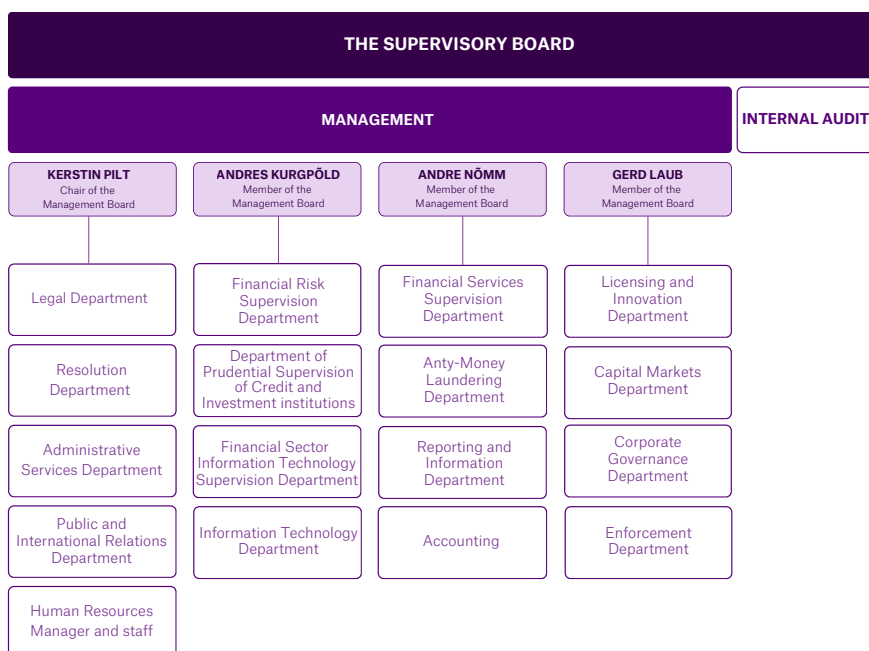 THE SUPERVISORY BOARD
MANAGEMENT
INTERNAL AUDIT
KERSTIN PILT
Chair of the
Management Board
Legal Department
Resolution
Department
Administrative
Services Department
Public and
International Relations
Department
Human Resources
Manager and staff
ANDRES KURGPÕLD
Member of the
Management Board
Financial Risk
Supervision
Department
Department of
Prudential Supervision
of Credit and
Investment institutions
Financial Sector
Information Technology
Supervision Department
Information Technology
Department
ANDRE NÕMM
Member of the
Management Board
Financial Services
Supervision
Department
Anty-Money
Laundering
Department
Reporting and
Information
Department
Accounting
GERD LAUB
Member of the
Management Board
Licensing and
Innovation
Department
Capital Markets
Department
Corporate
Governance
Department
Enforcement
Department